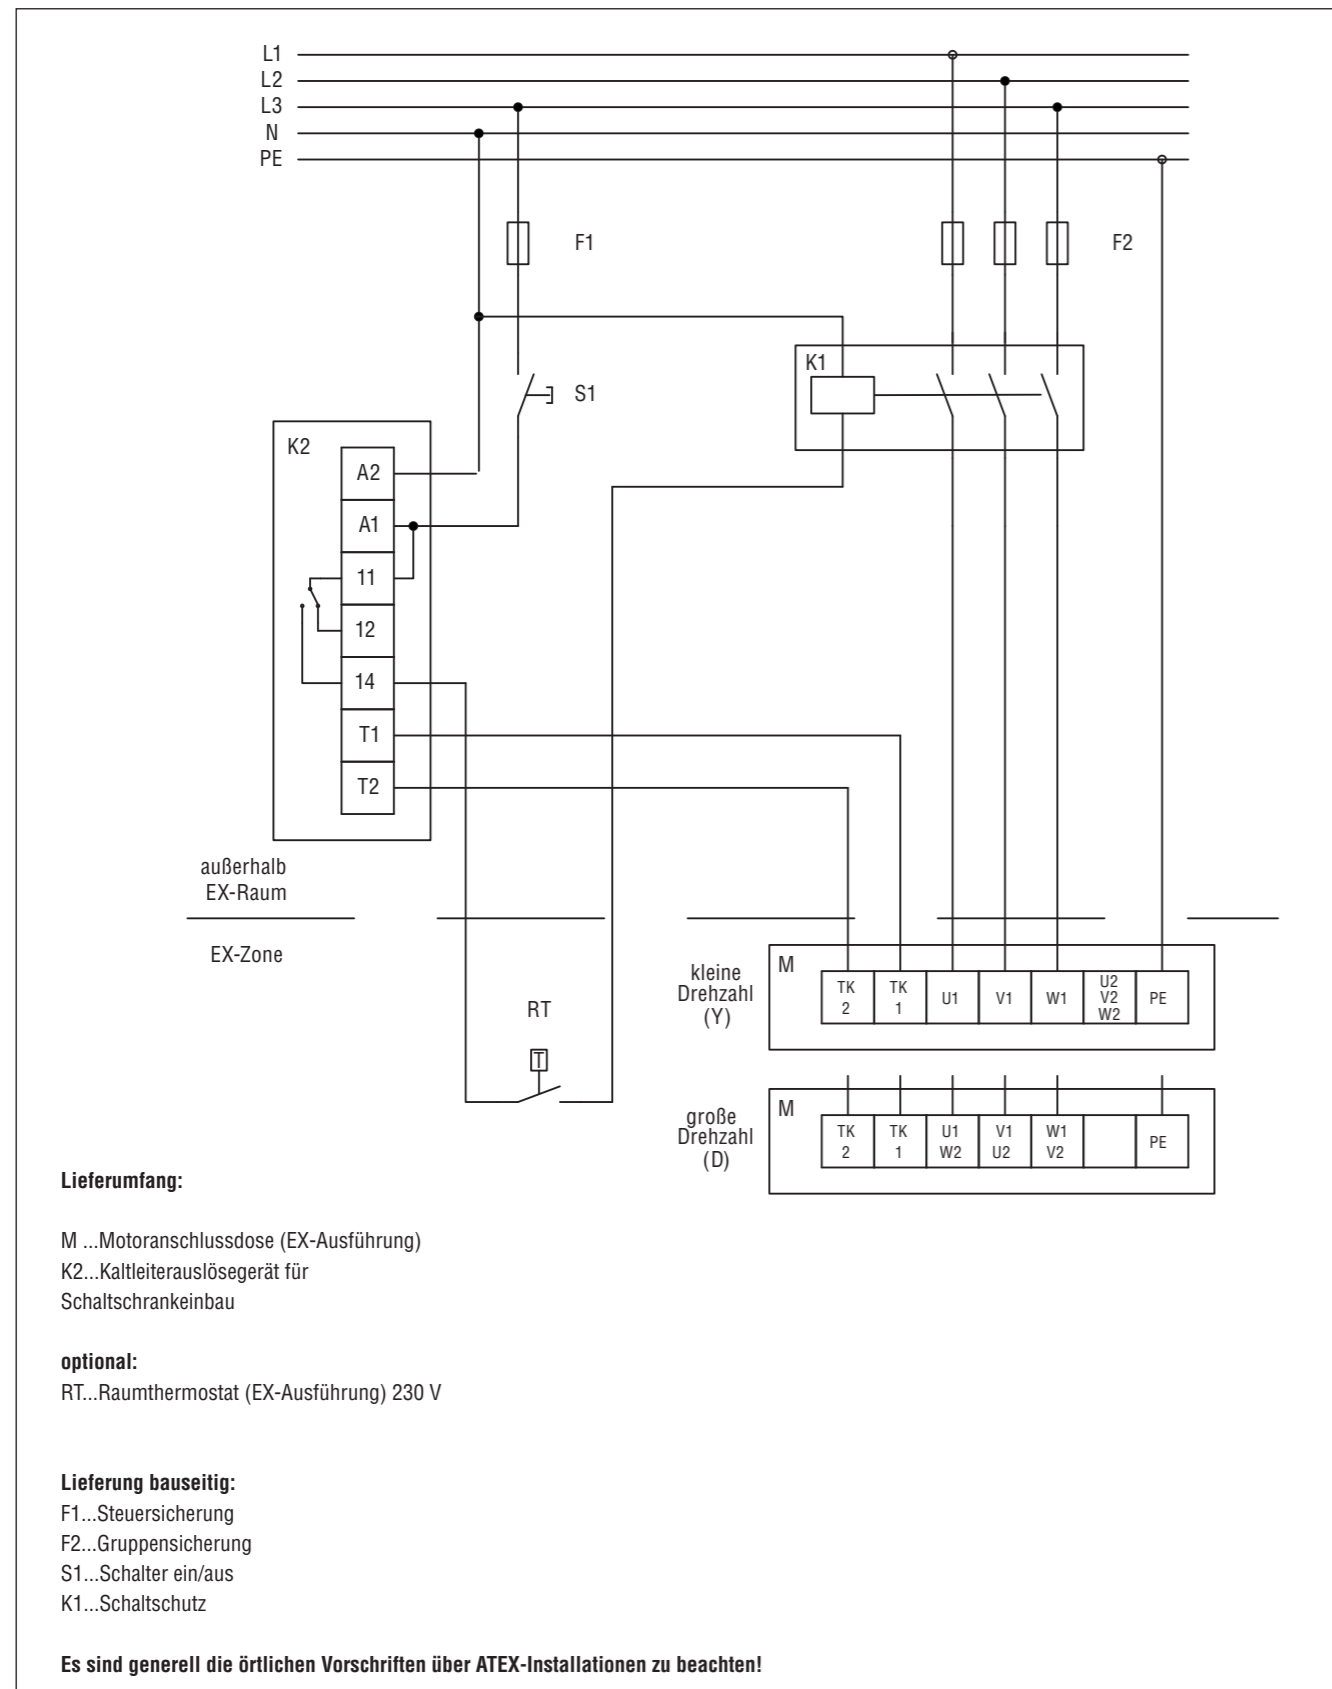 L1
L2
L3
N
PE
F1
F2
K1
S1
K2
A2
A1
11
12
14
T1
T2
außerhalb
EX-Raum
EX-Zone
RT
T
kleine
Drehzahl
(Y)
M
TK
2
TK
1
U1
V1
W1
U2
V2
W2
PE
große
Drehzahl
(D)
M
TK
2
TK
1
U1
W2
V1
U2
W1
V2
PE
Lieferumfang:
M ...Motoranschlussdose (EX-Ausführung)
K2...Kaltleiterauslösegerät für
Schaltschrankeinbau
optional:
RT...Raumthermostat (EX-Ausführung) 230 V
Lieferung bauseitig:
F1...Steuersicherung
F2...Gruppensicherung
S1...Schalter ein/aus
K1...Schaltschutz
Es sind generell die örtlichen Vorschriften über ATEX-Installationen zu beachten!